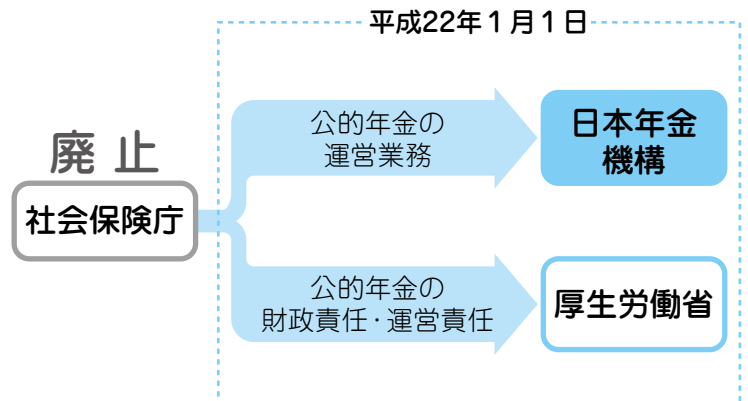 平成22年１月１日
廃 止
社会保険庁
公的年金の
運営業務
日本年金
機構
公的年金の
財政責任・運営責任
厚生労働省